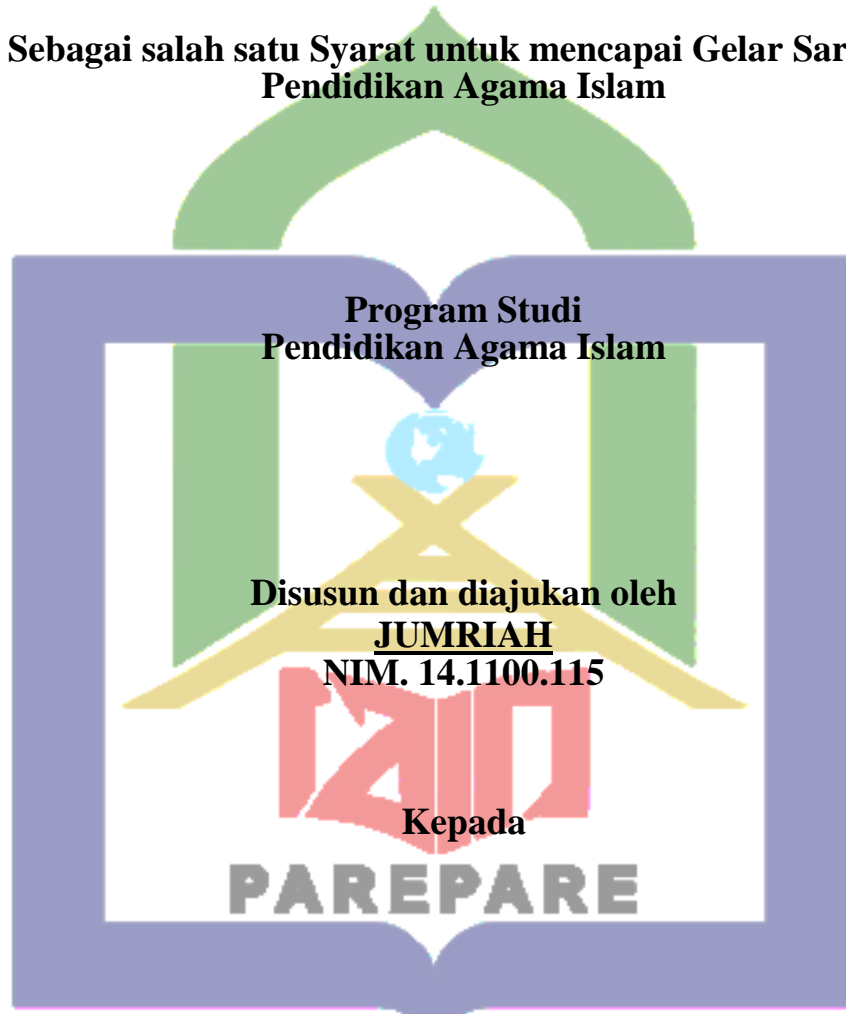 Sebagai salah satu Syarat untuk mencapai Gelar Sar
Pendidikan Agama Islam
Program Studi
Pendidikan Agama Islam
Disusun dan diajukan oleh
JUMRIAH
NIM. 14.1100.115
iain
Kepada
PAREPARE